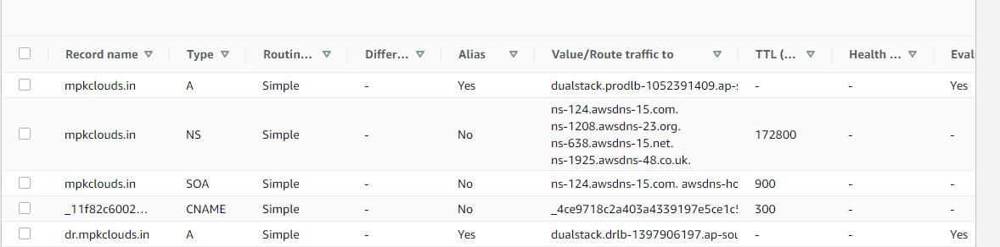 Record name Type Routin... Differ... Alias Value/Route traffic to TTL (... Health ... Eval
mpkclouds.in A Simple - Yes dualstack.prodlb-1052391409.ap-s - - Yes
ns-124.awsdns-15.com.
ns-1208.awsdns-23.org.
mpkclouds.in NS Simple - No 172800 - -
ns-638.awsdns-15.net.
ns-1925.awsdns-48.co.uk.
mpkclouds.in SOA Simple - No ns-124.awsdns-15.com. awsdns-ho 900 - -
_11f82c6002... CNAME Simple - No _4ce9718c2a403a4339197e5ce1c5 300 - -
dr.mpkclouds.in A Simple - Yes dualstack.drlb-1397906197.ap-sou - - Yes